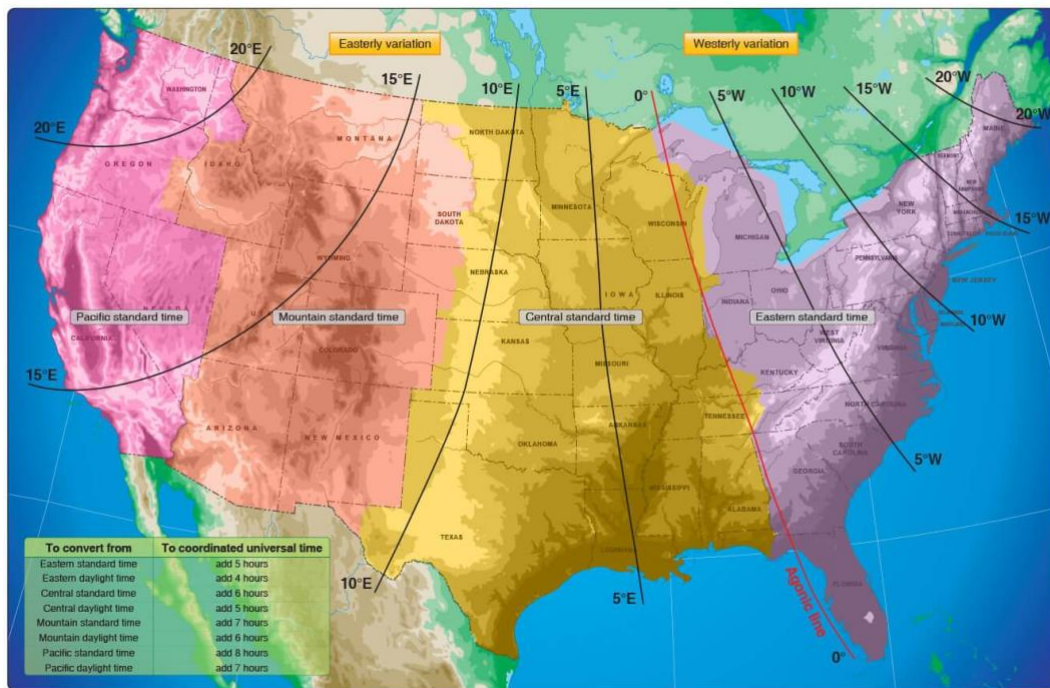 Easterly variation
Westerly variation
20°E
15°E
10°E
5°E
0°
5°W
10°W
15°W
20°W
20°W
WASHINGTON
20°E
MONTANA
NORTH DAKOTA
MAINE
OREGON
IDAHO
MINNESOTA
VERMONT
NEW HAMPSHIRE
SOUTH DAKOTA
WISCONSIN
MICHIGAN
NEW YORK
15°W
WYOMING
PENNSYLVANIA
NEBRASKA
IOWA
ILLINOIS
INDIANA
OHIO
NEW JERSEY
MARYLAND
10°W
NEVADA
Pacific standard time
Mountain standard time
Central standard time
Eastern standard time
CALIFORNIA
COLORADO
KANSAS
MISSOURI
WEST VIRGINIA
VIRGINIA
KENTUCKY
15°E
NORTH CAROLINA
ARIZONA
NEW MEXICO
OKLAHOMA
ARKANSAS
TENNESSEE
SOUTH CAROLINA
5°W
GEORGIA
MISSISSIPPI
ALABAMA
TEXAS
LOUISIANA
FLORIDA
10°E
5°E
Agonic line
0°
To convert from To coordinated universal time
Eastern standard time add 5 hours
Eastern daylight time add 4 hours
Central standard time add 6 hours
Central daylight time add 5 hours
Mountain standard time add 7 hours
Mountain daylight time add 6 hours
Pacific standard time add 8 hours
Pacific daylight time add 7 hours